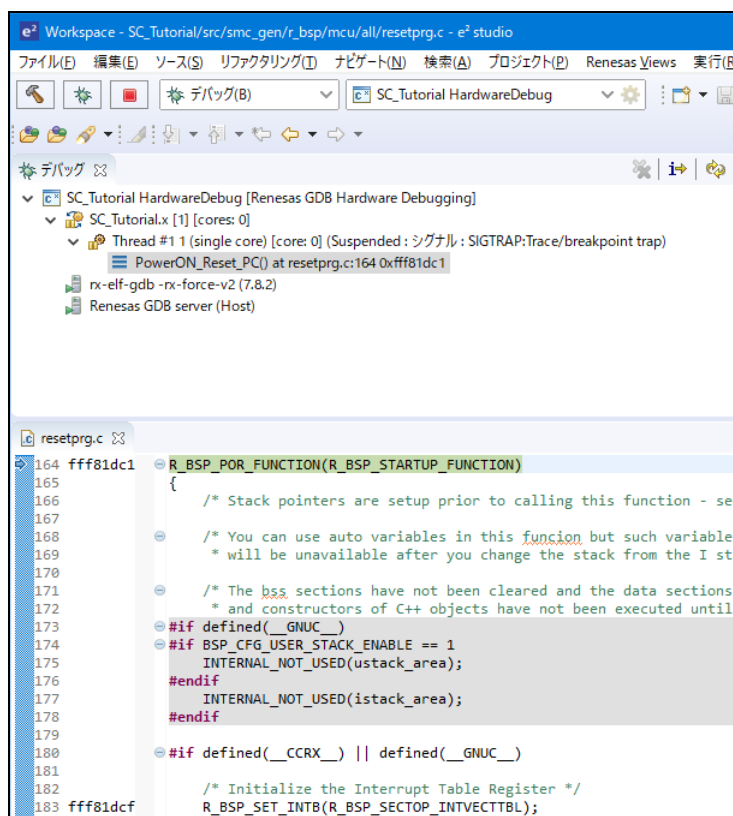 e² Workspace - SC_Tutorial/src/smc_gen/r_bsp/mcu/all/resetprg.c - e² studio
ファイル(F) 編集(E) ソース(S) リファクタリング(T) ナビゲート(N) 検索(A) プロジェクト(P) Renesas Views 実行(R
デバッグ(B) SC_Tutorial HardwareDebug
デバッグ
SC_Tutorial HardwareDebug [Renesas GDB Hardware Debugging]
SC_Tutorial.x [1] [cores: 0]
Thread #1 1 (single core) [core: 0] (Suspended : シグナル : SIGTRAP:Trace/breakpoint trap)
PowerON_Reset_PC() at resetprg.c:164 0xfff81dc1
rx-elf-gdb -rx-force-v2 (7.8.2)
Renesas GDB server (Host)
resetprg.c
164 fff81dc1 R_BSP_POR_FUNCTION(R_BSP_STARTUP_FUNCTION)
165 {
166 /* Stack pointers are setup prior to calling this function - se
167
168 /* You can use auto variables in this funcion but such variable
169 * will be unavailable after you change the stack from the I st
170
171 /* The bss sections have not been cleared and the data sections
172 * and constructors of C++ objects have not been executed until
173 #if defined(__GNUC__)
174 #if BSP_CFG_USER_STACK_ENABLE == 1
175 INTERNAL_NOT_USED(ustack_area);
176 #endif
177 INTERNAL_NOT_USED(istack_area);
178 #endif
179
180 #if defined(__CCRX__) || defined(__GNUC__)
181
182 /* Initialize the Interrupt Table Register */
183 fff81dcf R_BSP_SET_INTB(R_BSP_SECTOP_INTVECTTBL);